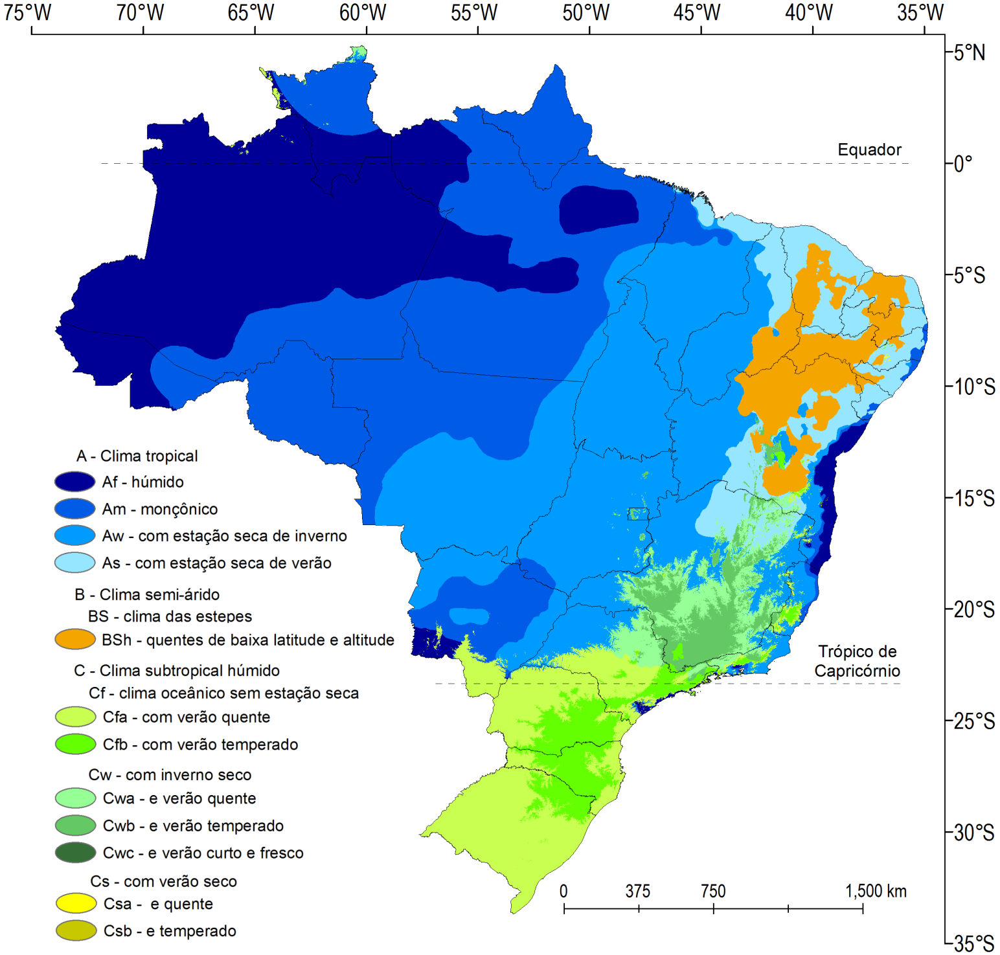 75°W 70°W 65°W 60°W 55°W 50°W 45°W 40°W 35°W
5°N
Equador
0°
5°S
10°S
15°S
20°S
Trópico de
Capricórnio
25°S
30°S
35°S
A - Clima tropical
Af - húmido
Am - monçônico
Aw - com estação seca de inverno
As - com estação seca de verão
B - Clima semi-árido
BS - clima das estepes
BSh - quentes de baixa latitude e altitude
C - Clima subtropical húmido
Cf - clima oceânico sem estação seca
Cfa - com verão quente
Cfb - com verão temperado
Cw - com inverno seco
Cwa - e verão quente
Cwb - e verão temperado
Cwc - e verão curto e fresco
Cs - com verão seco
Csa - e quente
Csb - e temperado
0 375 750 1,500 km